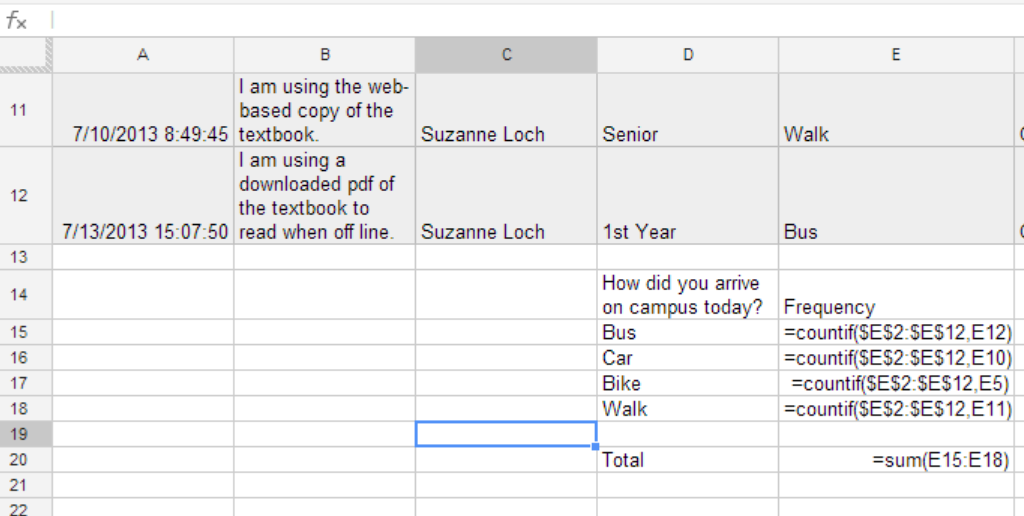 fx
A B C D E
11 7/10/2013 8:49:45 I am using the web-
based copy of the
textbook. Suzanne Loch Senior Walk
12 7/13/2013 15:07:50 I am using a
downloaded pdf of
the textbook to
read when off line. Suzanne Loch 1st Year Bus
13
14 How did you arrive
on campus today? Frequency
15 Bus =countif($E$2:$E$12,E12)
16 Car =countif($E$2:$E$12,E10)
17 Bike =countif($E$2:$E$12,E5)
18 Walk =countif($E$2:$E$12,E11)
19
20 Total =sum(E15:E18)
21
22